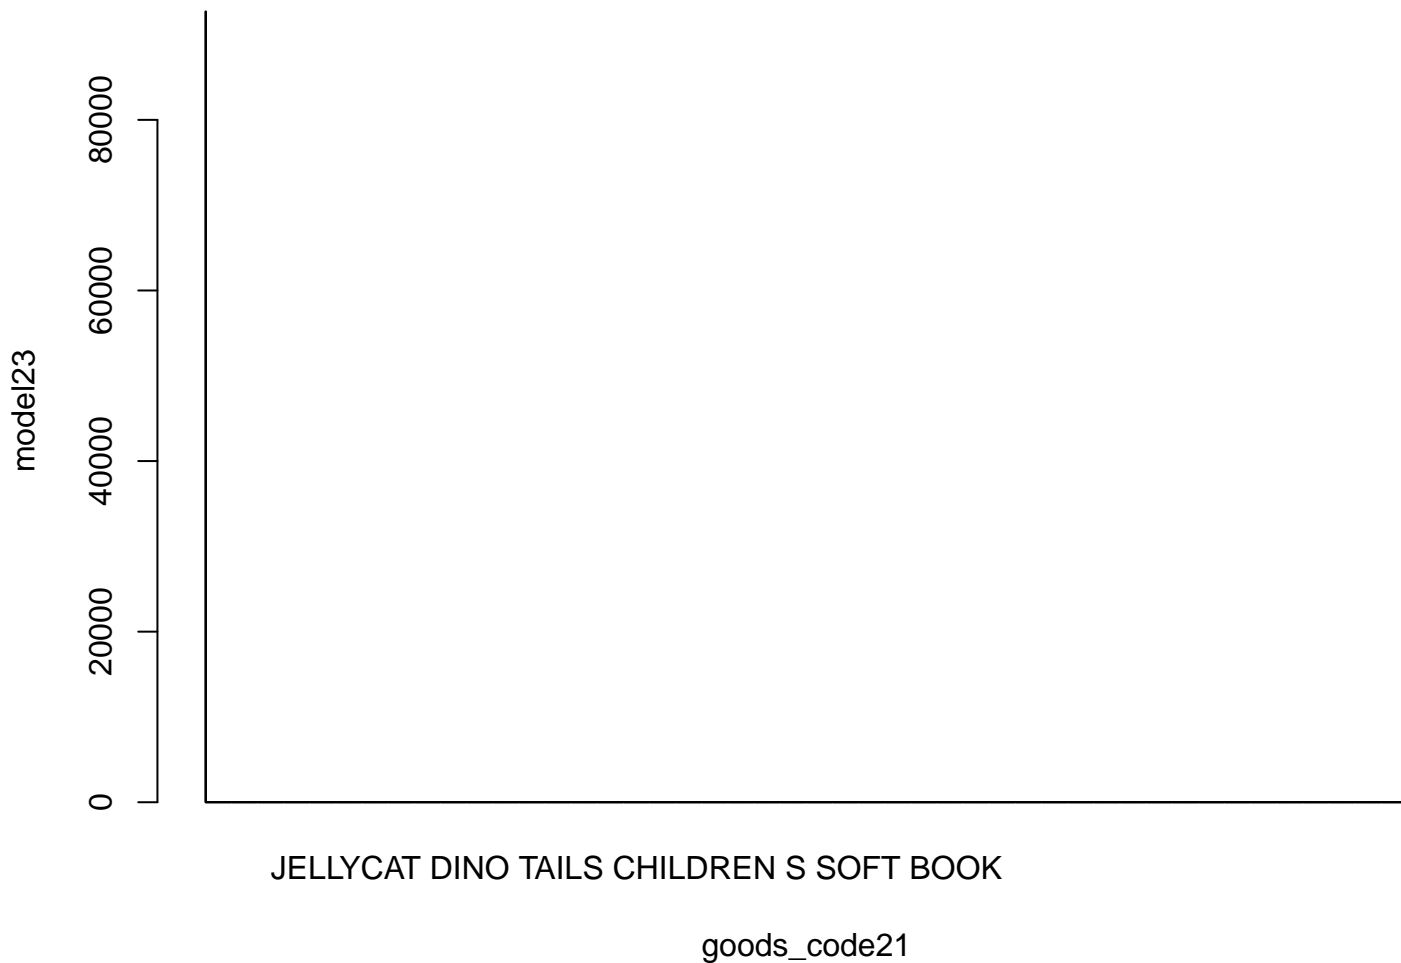 80000
60000
40000
20000
0
model23
JELLYCAT DINO TAILS CHILDREN S SOFT BOOK
goods_code21